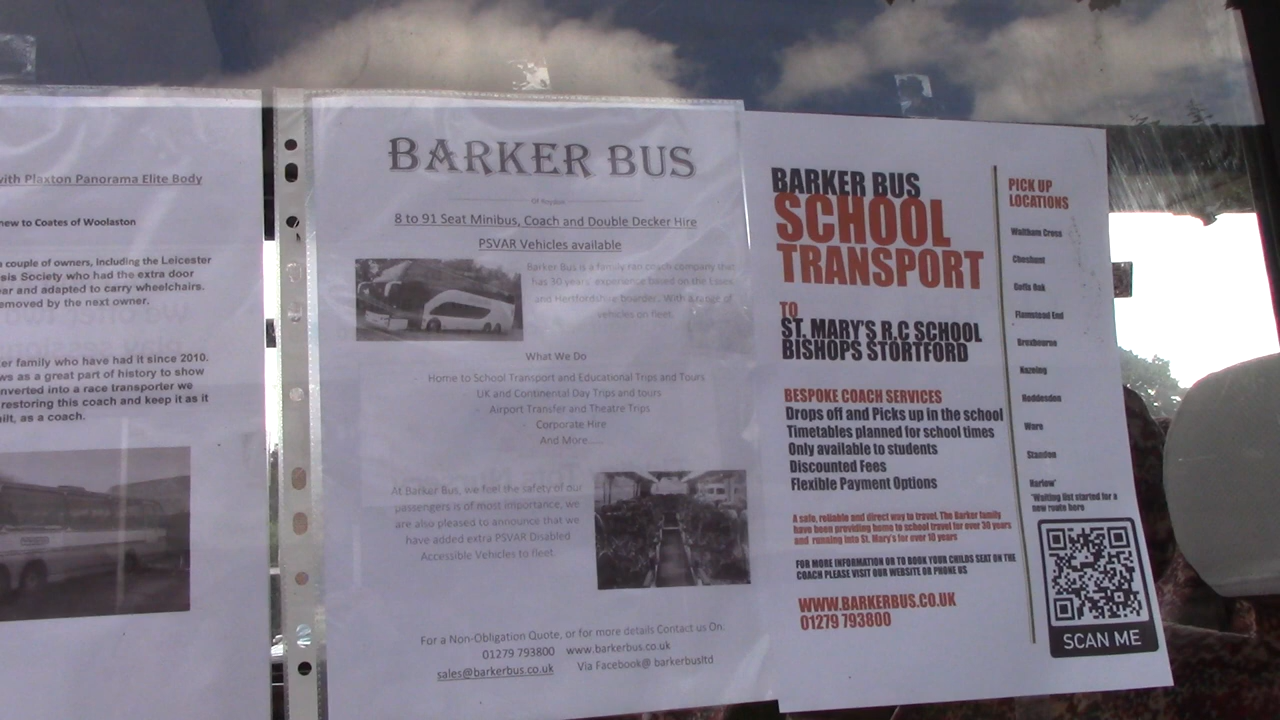 with Plaxton Panorama Elite Body
new to Coates of Woolaston
a couple of owners, including the Leicester
sis Society who had the extra door
ear and adapted to carry wheelchairs.
emoved by the next owner.
ker family who have had it since 2010.
ws as a great part of history to show
nverted into a race transporter we
restoring this coach and keep it as it
uilt, as a coach.
BARKER BUS
Of Roydon
8 to 91 Seat Minibus, Coach and Double Decker Hire
PSVAR Vehicles available
Barker Bus is a family ran coach company that
has 30 years' experience based on the Essex
and Hertfordshire boarder. With a range of
vehicles on fleet.
What We Do
- Home to School Transport and Educational Trips and Tours
- UK and Continental Day Trips and tours
- Airport Transfer and Theatre Trips
- Corporate Hire
And More.....
At Barker Bus, we feel the safety of our
passengers is of most importance, we
are also pleased to announce that we
have added extra PSVAR Disabled
Accessible Vehicles to fleet.
For a Non-Obligation Quote, or for more details Contact us On:
01279 793800 www.barkerbus.co.uk
sales@barkerbus.co.uk Via Facebook@ barkerbusltd
BARKER BUS
SCHOOL
TRANSPORT
TO
ST. MARY'S R.C SCHOOL
BISHOPS STORTFORD
BESPOKE COACH SERVICES
Drops off and Picks up in the school
Timetables planned for school times
Only available to students
Discounted Fees
Flexible Payment Options
A safe, reliable and direct way to travel. The Barker family
have been providing home to school travel for over 30 years
and running into St. Mary's for over 10 years
FOR MORE INFORMATION OR TO BOOK YOUR CHILDS SEAT ON THE
COACH PLEASE VISIT OUR WEBSITE OR PHONE US
WWW.BARKERBUS.CO.UK
01279 793800
PICK UP
LOCATIONS
Waltham Cross
Cheshunt
Goffs Oak
Flamstead End
Broxbourne
Nazeing
Hoddesdon
Ware
Standon
Harlow*
*Waiting list started for a
new route here
SCAN ME